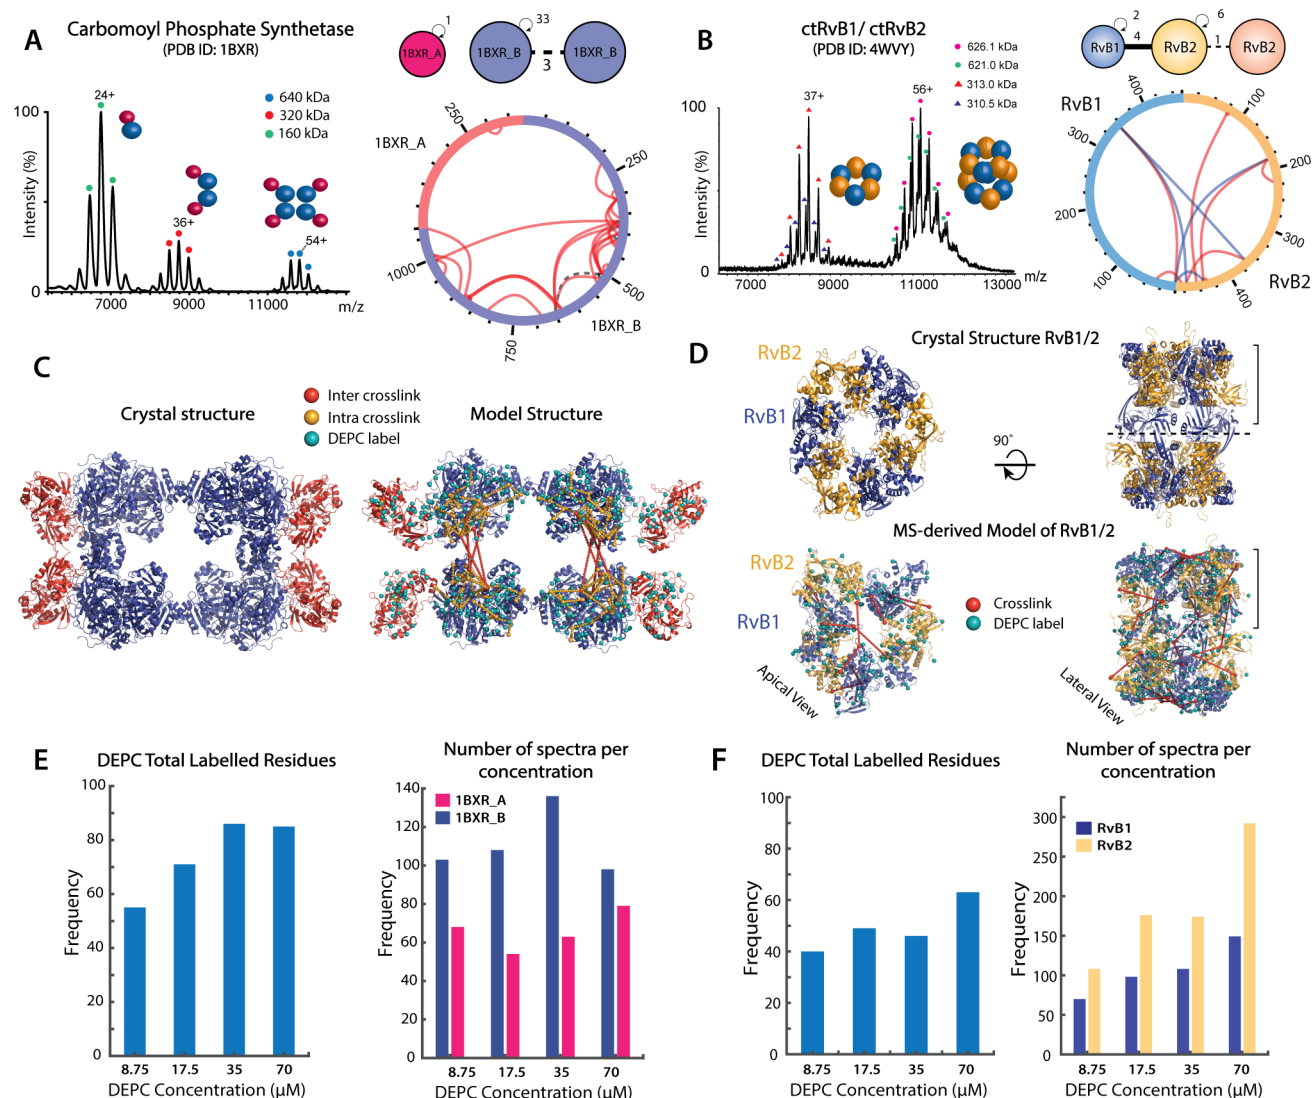 A
Carbomoyl Phosphate Synthetase
(PDB ID: 1BXR)
1
33
1BXR_A
1BXR_B
1BXR_B
3
100
Intensity (%)
50
0
24+
36+
54+
640 kDa
320 kDa
160 kDa
7000
9000
11000
m/z
250
1BXR_A
250
1000
500
1BXR_B
750
B
ctRvB1/ ctRvB2
(PDB ID: 4WVY)
626.1 kDa
621.0 kDa
313.0 kDa
310.5 kDa
2
6
RvB1
4
RvB2
1
RvB2
100
Intensity (%)
50
0
37+
56+
7000
9000
11000
13000
m/z
RvB1
400
100
300
200
200
300
100
400
RvB2
C
Crystal structure
Inter crosslink
Intra crosslink
DEPC label
Model Structure
D
RvB2
RvB1
Crystal Structure RvB1/2
90°
MS-derived Model of RvB1/2
RvB2
RvB1
Crosslink
DEPC label
Apical View
Lateral View
E
DEPC Total Labelled Residues
100
80
60
40
20
0
Frequency
8.75 17.5 35 70
DEPC Concentration (μM)
Number of spectra per
concentration
140
120
100
80
60
40
20
0
Frequency
1BXR_A
1BXR_B
8.75 17.5 35 70
DEPC Concentration (μM)
F
DEPC Total Labelled Residues
100
80
60
40
20
0
Frequency
8.75 17.5 35 70
DEPC Concentration (μM)
Number of spectra per
concentration
300
250
200
150
100
50
0
Frequency
RvB1
RvB2
8.75 17.5 35 70
DEPC Concentration (μM)